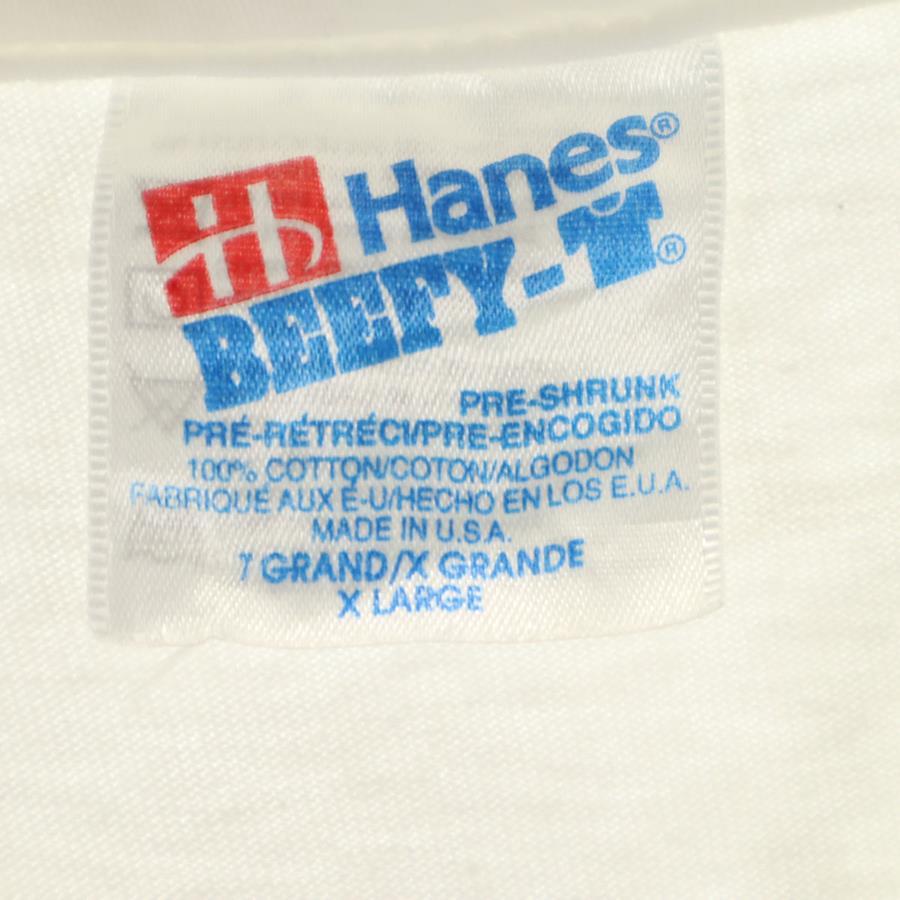 H Hanes®
BEEFY-T®
PRE-SHRUNK
PRÉ-RÉTRÉCI/PRE-ENCOGIDO
100% COTTON/COTON/ALGODON
FABRIQUÉ AUX É-U/HECHO EN LOS E.U.A.
MADE IN U.S.A.
T GRAND/X GRANDE
X LARGE